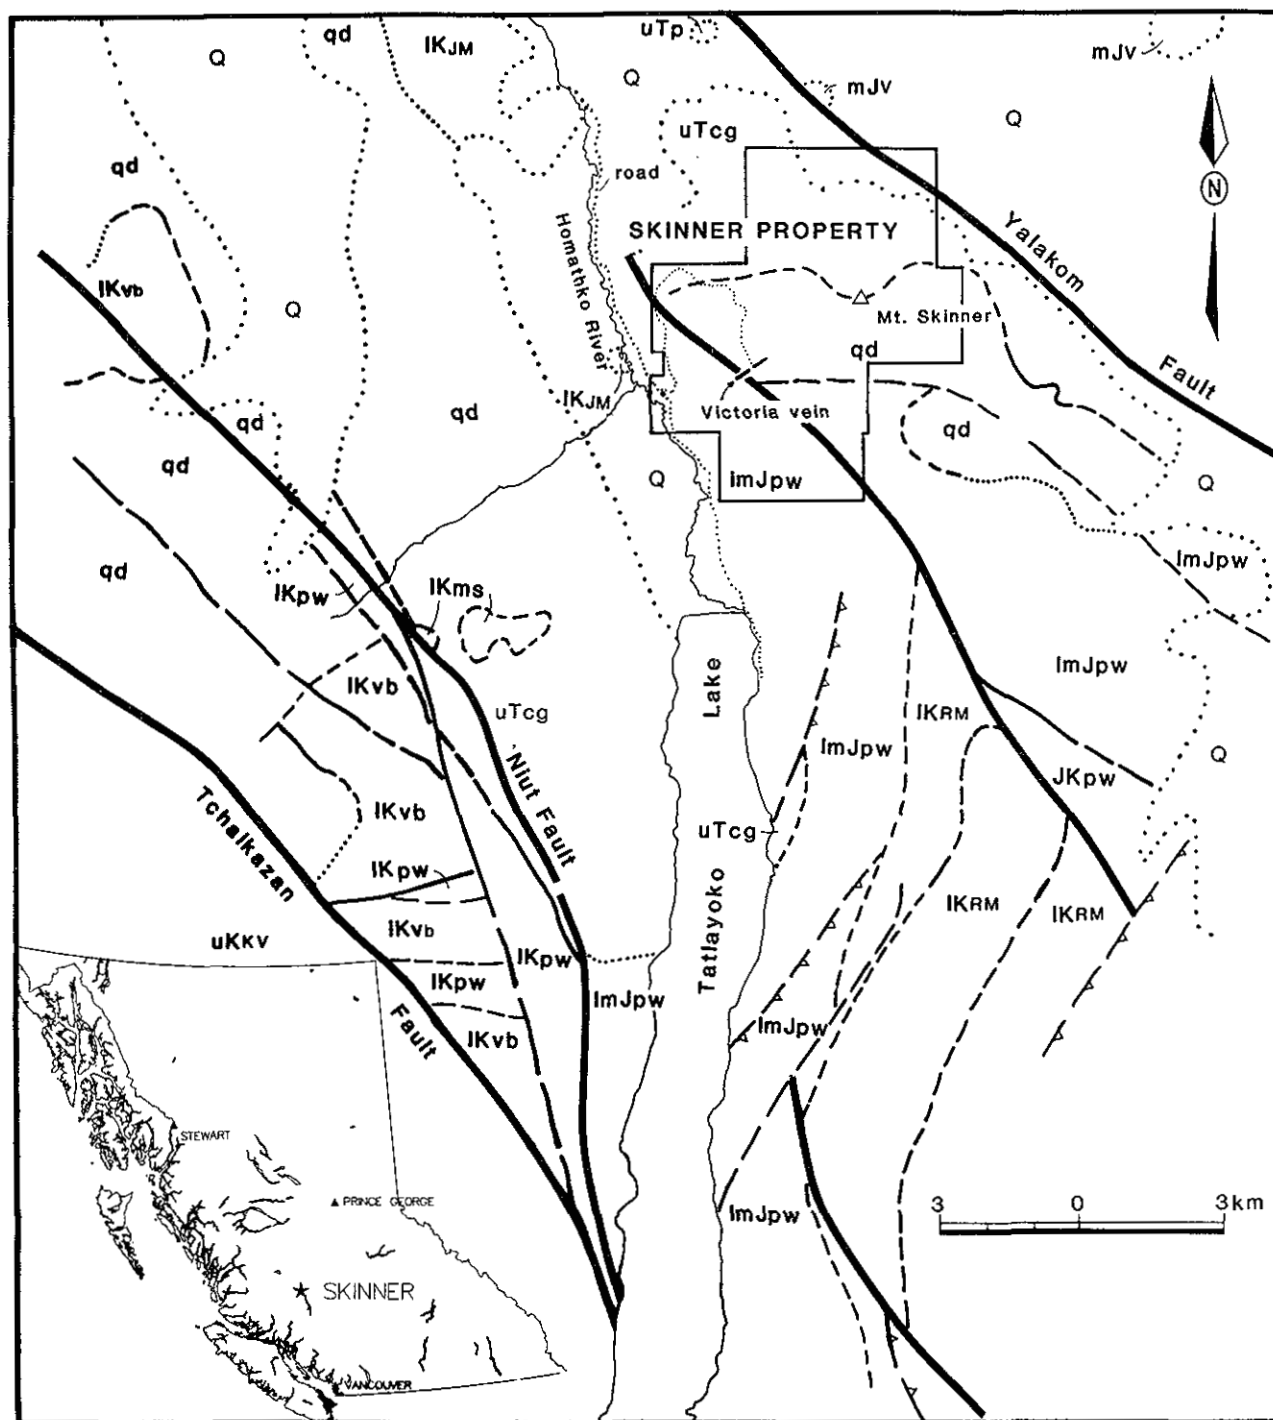 qd
lKJM
uTp
mJv
Q
Q
mJv
Q
uTcg
qd
road
N
SKINNER PROPERTY
Yalakom
Homathko River
lKvb
Q
Mt. Skinner
qd
Fault
lKJM
Victoria vein
qd
qd
qd
qd
Q
lmJpw
Q
lmJpw
qd
lKpw
lKms
lKvb
uTcg
Lake
lmJpw
lKRM
lmJpw
Q
Niut Fault
JKpw
Tchaikazan
lKvb
uTcg
lKpw
Tatlayoko
lKRM
lKRM
lKvb
uKKV
lKpw
lKpw
lmJpw
Fault
lKvb
lmJpw
STEWART
PRINCE GEORGE
lmJpw
3 0 3km
SKINNER
VANCOUVER